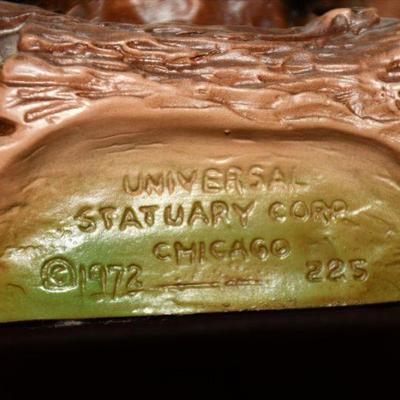 UNIVERSAL
STATUARY CORP.
CHICAGO
©1972 225